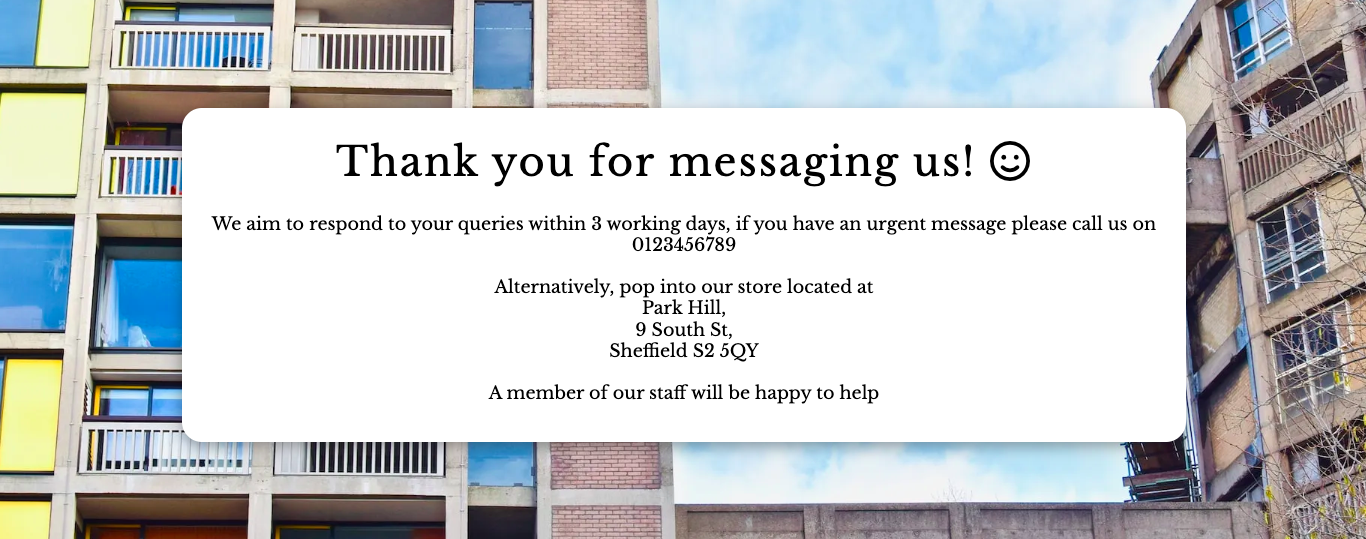 Thank you for messaging us!
We aim to respond to your queries within 3 working days, if you have an urgent message please call us on
0123456789
Alternatively, pop into our store located at
Park Hill,
9 South St,
Sheffield S2 5QY
A member of our staff will be happy to help